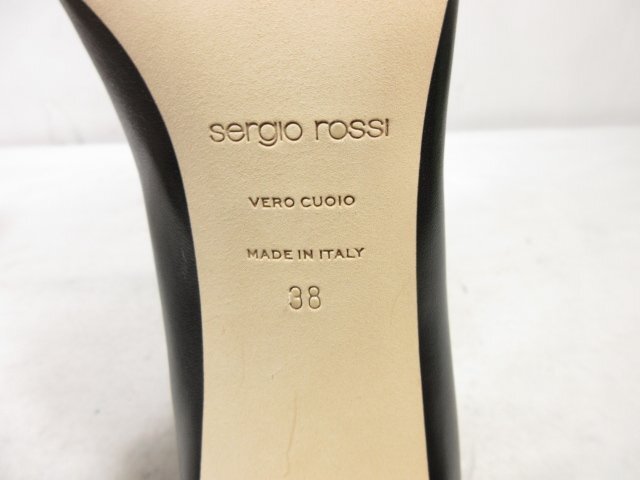 sergio rossi
VERO CUOIO
MADE IN ITALY
38